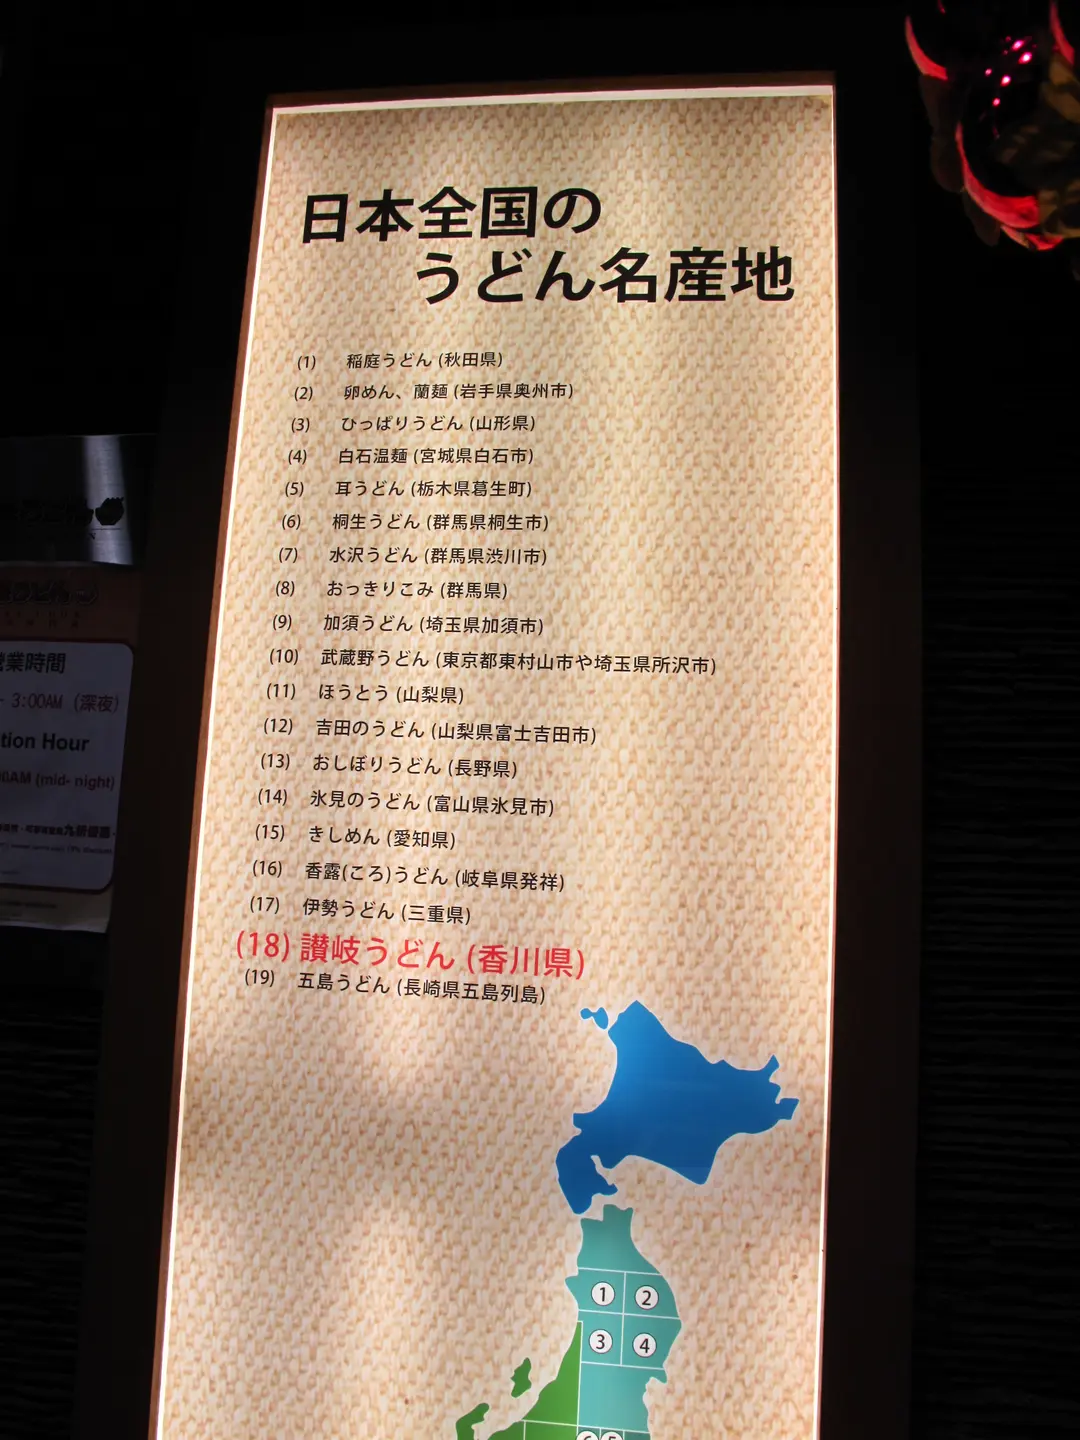 日本全国の
うどん名産地
(1) 稲庭うどん (秋田県)
(2) 卵めん、蘭麺 (岩手県奥州市)
(3) ひっぱりうどん (山形県)
(4) 白石温麺 (宮城県白石市)
(5) 耳うどん (栃木県葛生町)
(6) 桐生うどん (群馬県桐生市)
(7) 水沢うどん (群馬県渋川市)
(8) おっきりこみ (群馬県)
(9) 加須うどん (埼玉県加須市)
(10) 武蔵野うどん (東京都東村山市や埼玉県所沢市)
(11) ほうとう (山梨県)
(12) 吉田のうどん (山梨県富士吉田市)
(13) おしぼりうどん (長野県)
(14) 氷見のうどん (富山県氷見市)
(15) きしめん (愛知県)
(16) 香露(ころ)うどん (岐阜県発祥)
(17) 伊勢うどん (三重県)
(18) 讃岐うどん (香川県)
(19) 五島うどん (長崎県五島列島)
1 2
3 4
業時間
- 3:00AM (深夜)
tion Hour
AM (mid- night)